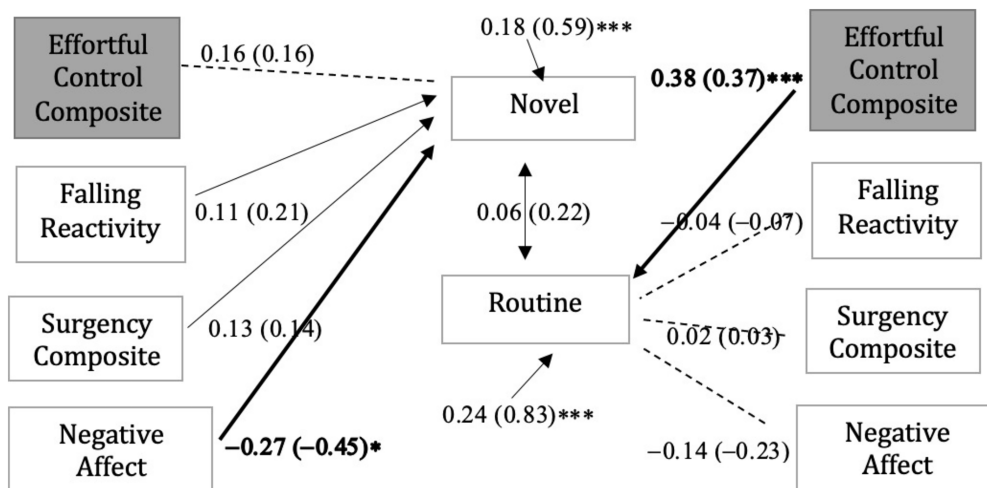 Effortful
Control
Composite
0.16 (0.16)
0.18 (0.59)***
Novel
0.38 (0.37)***
Effortful
Control
Composite
Falling
Reactivity
0.11 (0.21)
0.06 (0.22)
−0.04 (−0.07)
Falling
Reactivity
Surgency
Composite
0.13 (0.14)
Routine
0.02 (0.03)
Surgency
Composite
Negative
Affect
−0.27 (−0.45)*
0.24 (0.83)***
−0.14 (−0.23)
Negative
Affect